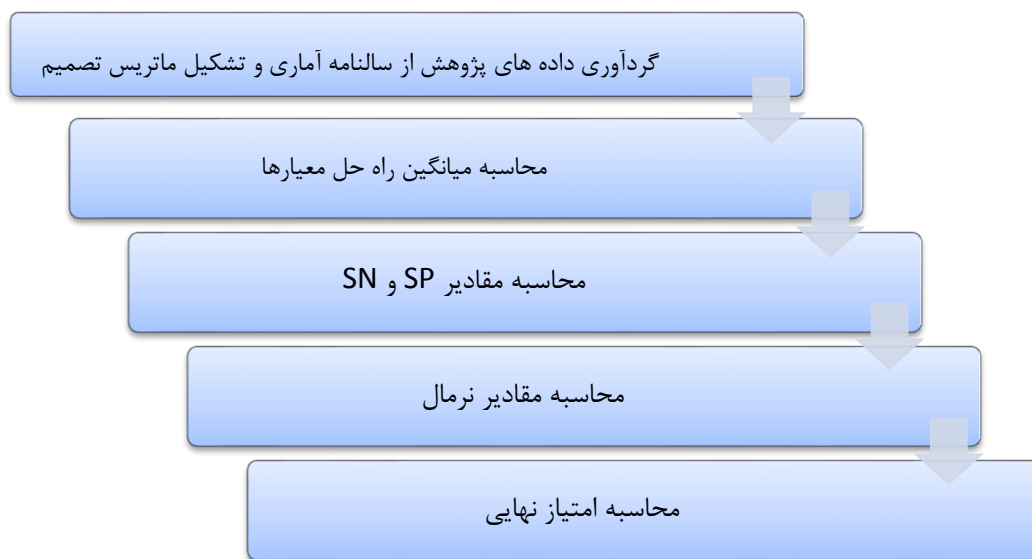 گردآوری داده های پژوهش از سالنامه آماری و تشکیل ماتریس تصمیم
محاسبه میانگین راه حل معیارها
محاسبه مقادیر SP و SN
محاسبه مقادیر نرمال
محاسبه امتیاز نهایی